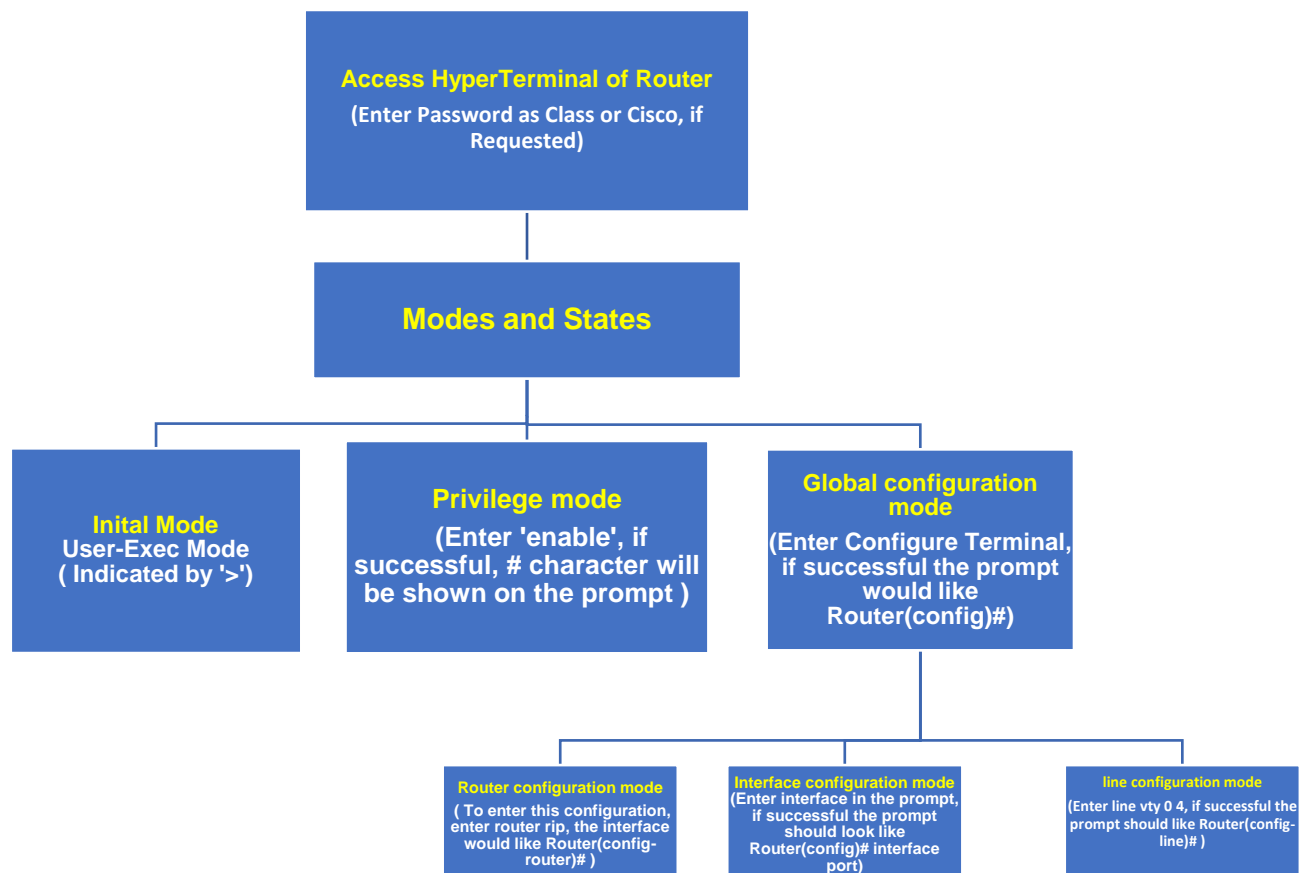 Access HyperTerminal of Router
(Enter Password as Class or Cisco, if
Requested)
Modes and States
Inital Mode
User-Exec Mode
( Indicated by '>')
Privilege mode
(Enter 'enable', if
successful, # character will
be shown on the prompt )
Global configuration
mode
(Enter Configure Terminal,
if successful the prompt
would like
Router(config)#)
Router configuration mode
( To enter this configuration,
enter router rip, the interface
would like Router(config-
router)# )
Interface configuration mode
(Enter interface in the prompt,
if successful the prompt
should look like
Router(config)# interface
port)
line configuration mode
(Enter line vty 0 4, if successful the
prompt should like Router(config-
line)# )